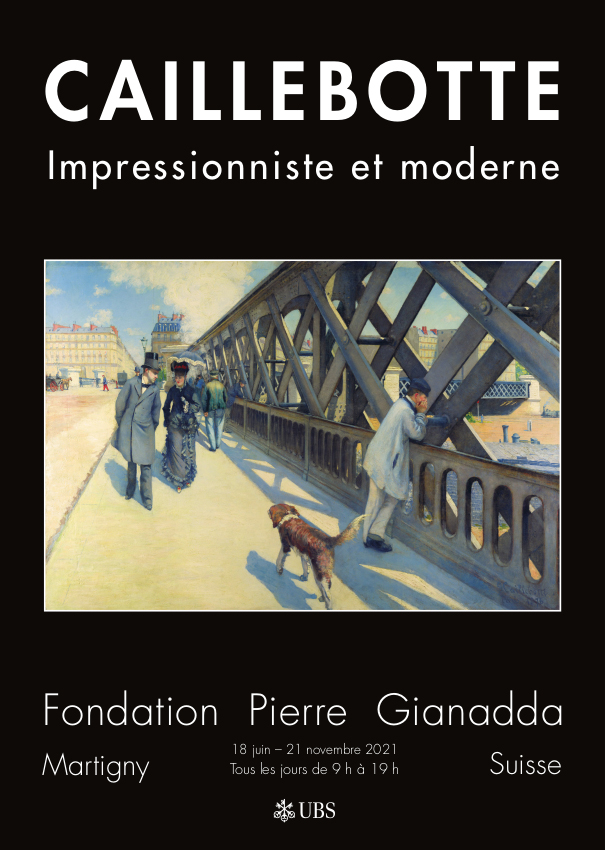 CAILLEBOTTE
Impressionniste et moderne
Fondation Pierre Gianadda
Martigny
18 juin – 21 novembre 2021
Tous les jours de 9 h à 19 h
Suisse
UBS